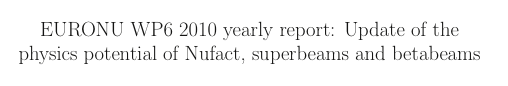 EURONU WP6 2010 yearly report: Update of the
physics potential of Nufact, superbeams and betabeams